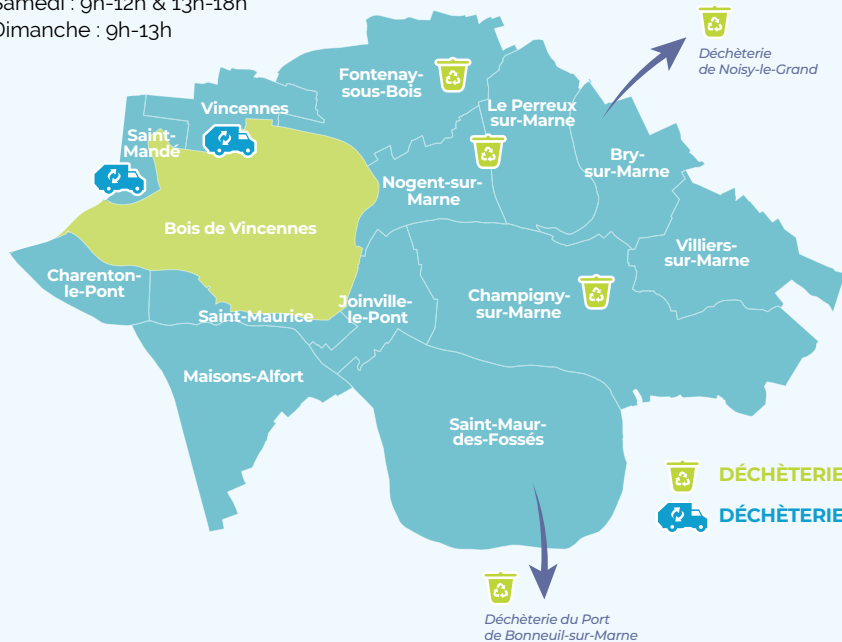 Samedi : 9h-12h & 13h-18h
Dimanche : 9h-13h
Déchèterie
de Noisy-le-Grand
Fontenay-
sous-Bois
Vincennes
Le Perreux
sur-Marne
Saint-
Mandé
Bry-
sur-Marne
Nogent-sur-
Marne
Bois de Vincennes
Villiers-
sur-Marne
Charenton-
le-Pont
Champigny-
sur-Marne
Joinville-
le-Pont
Saint-Maurice
Maisons-Alfort
Saint-Maur-
des-Fossés
DÉCHÈTERIE
DÉCHÈTERIE
Déchèterie du Port
de Bonneuil-sur-Marne